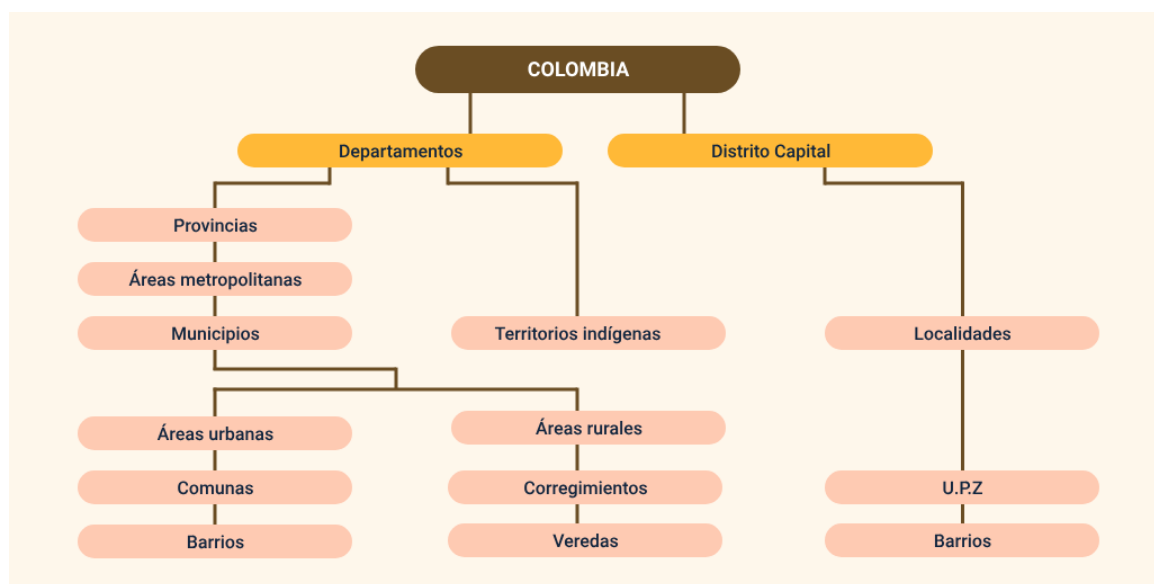 COLOMBIA
Departamentos
Distrito Capital
Provincias
Áreas metropolitanas
Municipios
Territorios indígenas
Localidades
Áreas urbanas
Áreas rurales
Comunas
Corregimientos
U.P.Z
Barrios
Veredas
Barrios